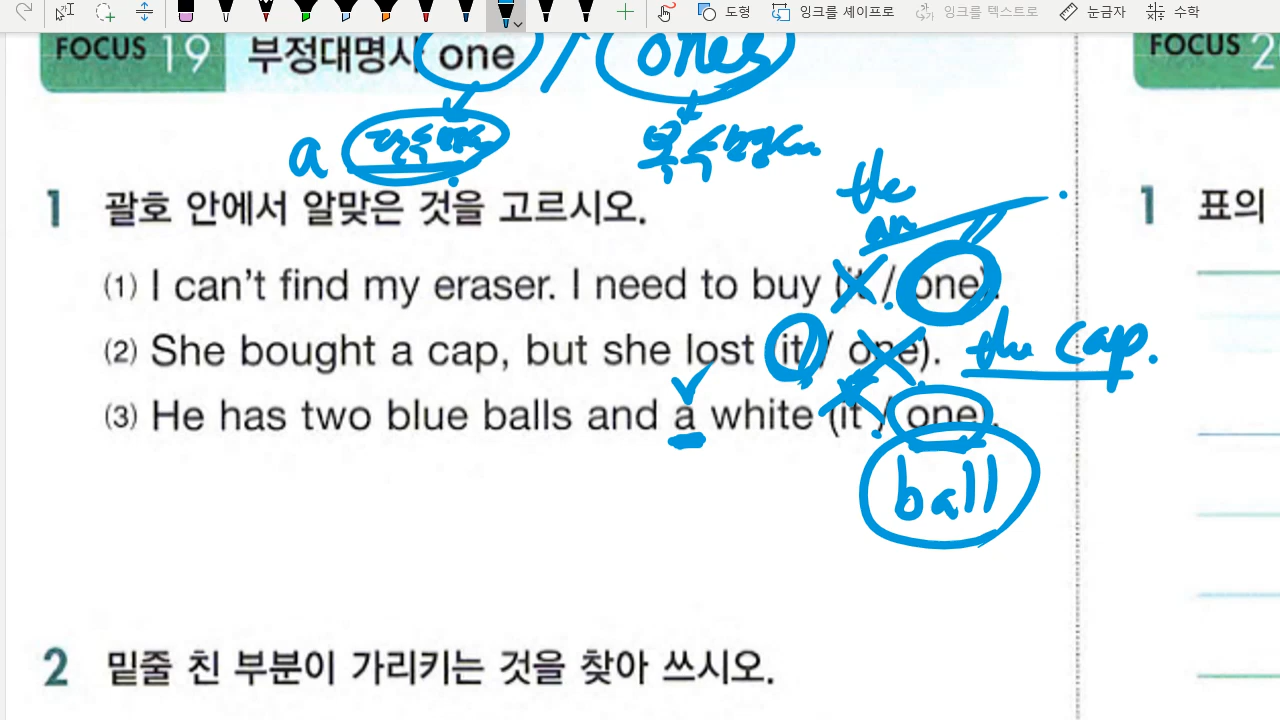 도형 잉크를 셰이프로 잉크를 텍스트로 눈금자 수학
FOCUS 19 부정대명사 one / ones
FOCUS 2
a 단수명사
복수명사
the
an
1 괄호 안에서 알맞은 것을 고르시오.
1 표의
(1) I can't find my eraser. I need to buy (it / one).
(2) She bought a cap, but she lost (it / one). the cap.
(3) He has two blue balls and a white (it / one).
ball
2 밑줄 친 부분이 가리키는 것을 찾아 쓰시오.